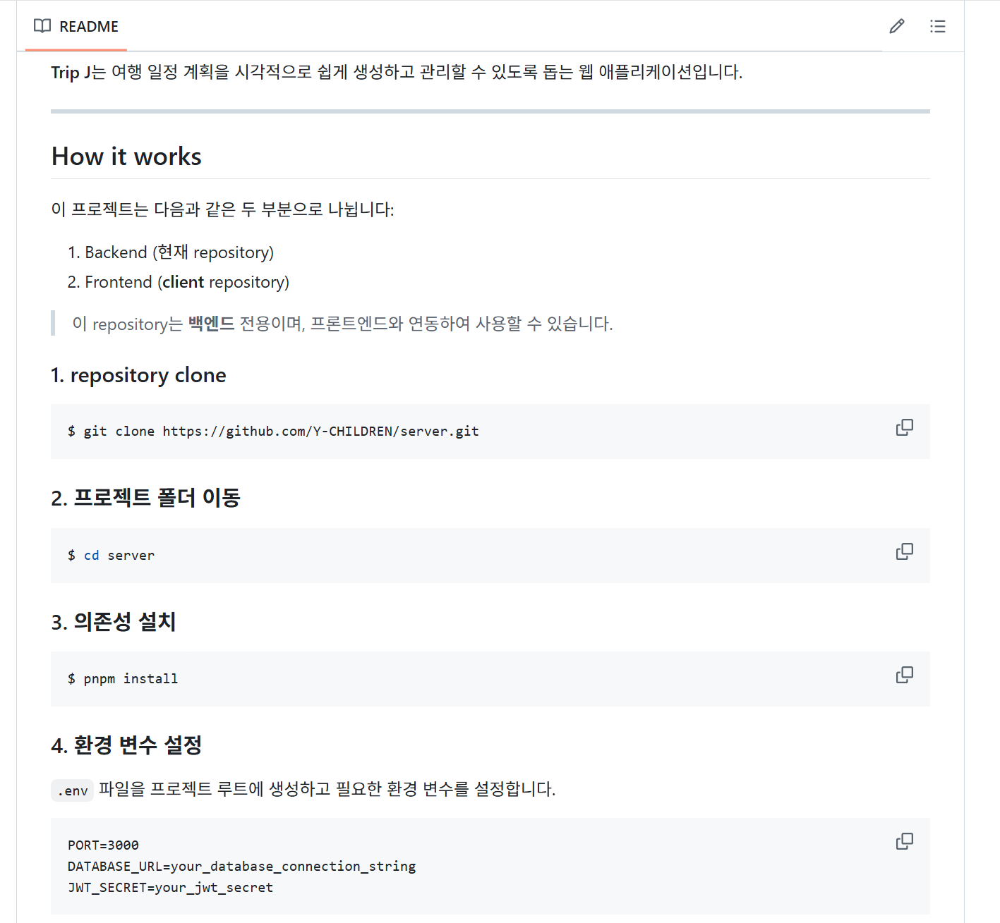 README
Trip J는 여행 일정 계획을 시각적으로 쉽게 생성하고 관리할 수 있도록 돕는 웹 애플리케이션입니다.
How it works
이 프로젝트는 다음과 같은 두 부분으로 나뉩니다:
1. Backend (현재 repository)
2. Frontend (client repository)
이 repository는 백엔드 전용이며, 프론트엔드와 연동하여 사용할 수 있습니다.
1. repository clone
$ git clone https://github.com/Y-CHILDREN/server.git
2. 프로젝트 폴더 이동
$ cd server
3. 의존성 설치
$ pnpm install
4. 환경 변수 설정
.env 파일을 프로젝트 루트에 생성하고 필요한 환경 변수를 설정합니다.
PORT=3000
DATABASE_URL=your_database_connection_string
JWT_SECRET=your_jwt_secret